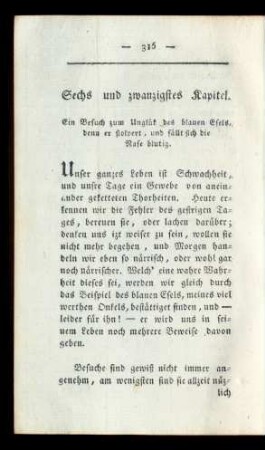 — 315 —
Sechs und zwanzigstes Kapitel.
Ein Besuch zum Unglük des blauen Esels,
denn er stolpert, und fällt sich die
Nase blutig.
Unser ganzes Leben ist Schwachheit,
und unsre Tage ein Gewebe von anein-
ander geketteten Thorheiten. Heute er-
kennen wir die Fehler des gestrigen Ta-
ges, bereuen sie, oder lachen darüber;
denken uns izt weiser zu sein, wollen sie
nicht mehr begehen, und Morgen han-
deln wir eben so närrisch, oder wohl gar
noch närrischer. Welch' eine wahre Wahr-
heit dieses sei, werden wir gleich durch
das Beispiel des blauen Esels, meines viel
werthen Onkels, bestättiget finden, und —
leider für ihn! — er wird uns in sei-
nem Leben noch mehrere Beweise davon
geben.
Besuche sind gewiß nicht immer an-
genehm, am wenigsten sind sie allzeit nüz-
lich